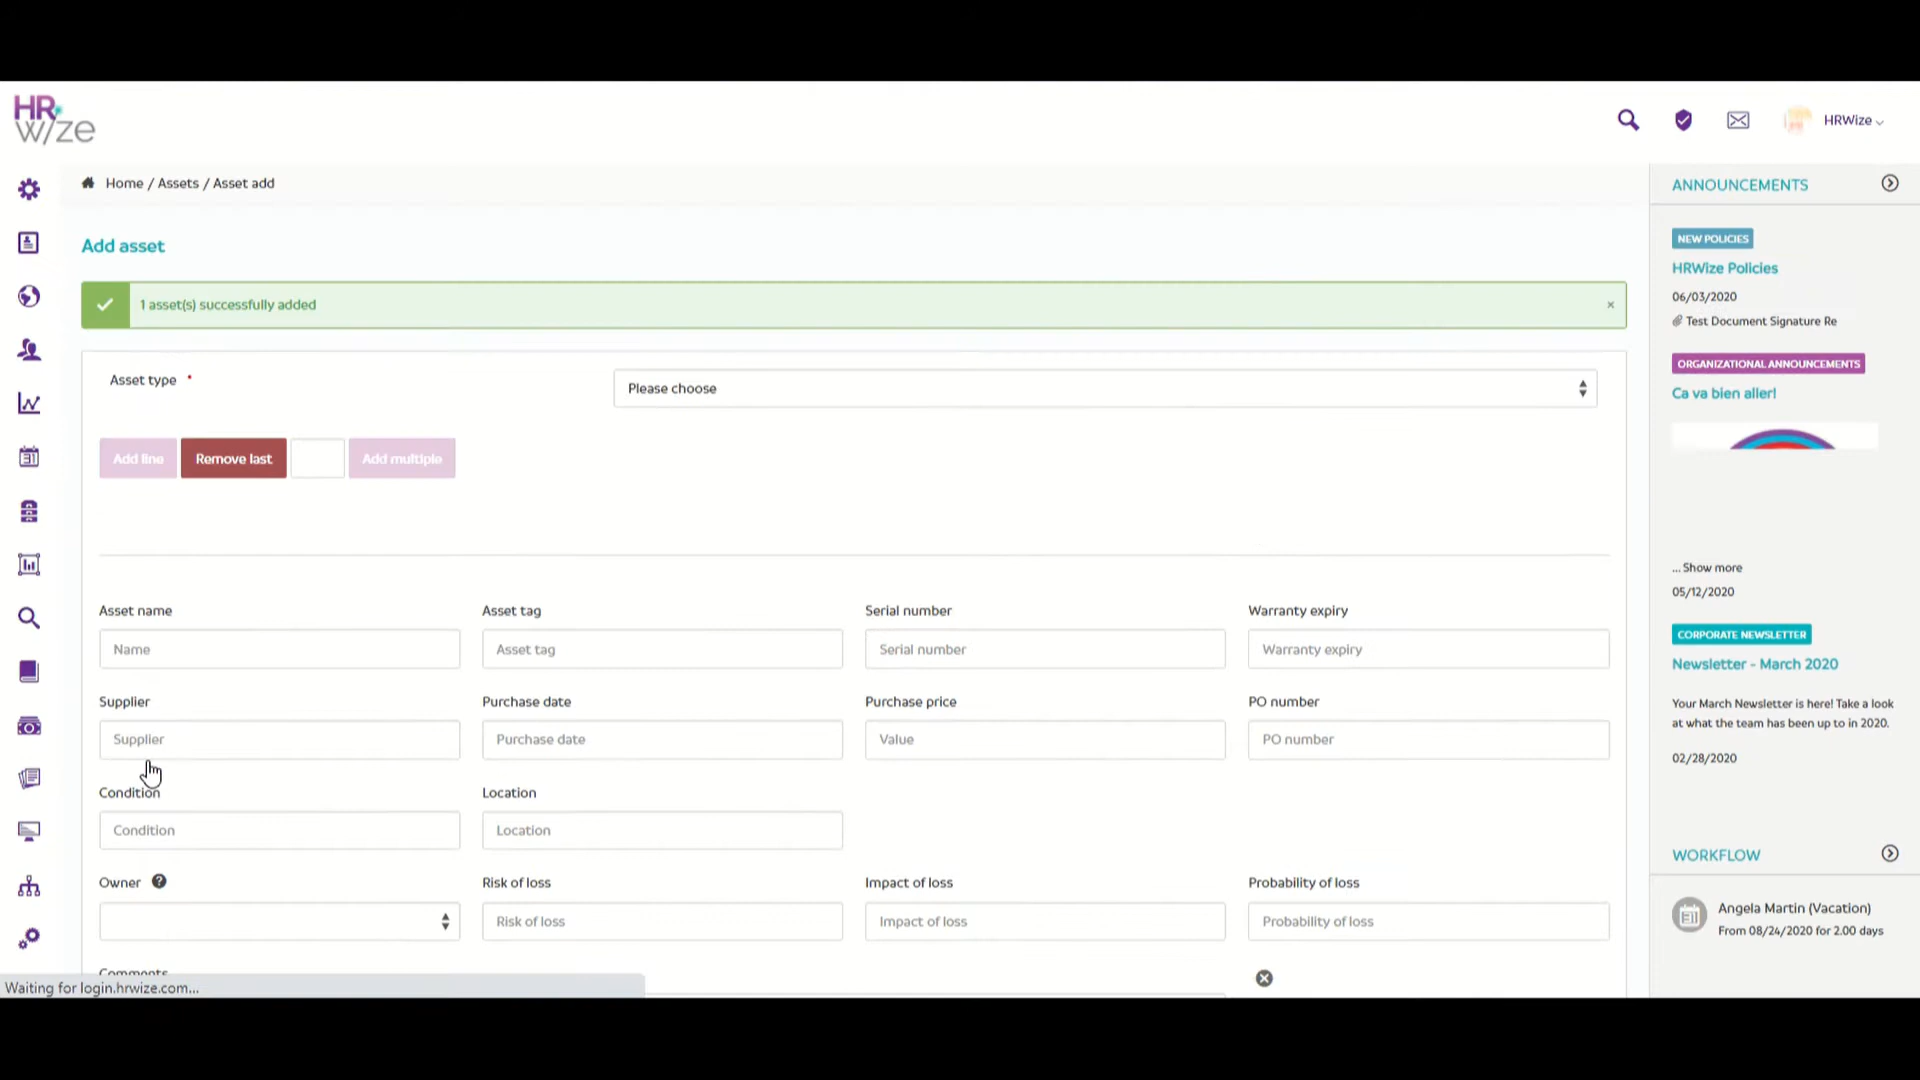 HR
wize
HRWize
Home / Assets / Asset add
Add asset
1 asset(s) successfully added
×
Asset type *
Please choose
Add line
Remove last
Add multiple
Asset name
Asset tag
Serial number
Warranty expiry
Name
Asset tag
Serial number
Warranty expiry
Supplier
Purchase date
Purchase price
PO number
Supplier
Purchase date
Value
PO number
Condition
Location
Condition
Location
Owner ?
Risk of loss
Impact of loss
Probability of loss
Risk of loss
Impact of loss
Probability of loss
Comments
Waiting for login.hrwize.com...
ANNOUNCEMENTS
NEW POLICIES
HRWize Policies
06/03/2020
Test Document Signature Re
ORGANIZATIONAL ANNOUNCEMENTS
Ca va bien aller!
... Show more
05/12/2020
CORPORATE NEWSLETTER
Newsletter - March 2020
Your March Newsletter is here! Take a look
at what the team has been up to in 2020.
02/28/2020
WORKFLOW
31
Angela Martin (Vacation)
From 08/24/2020 for 2.00 days
31